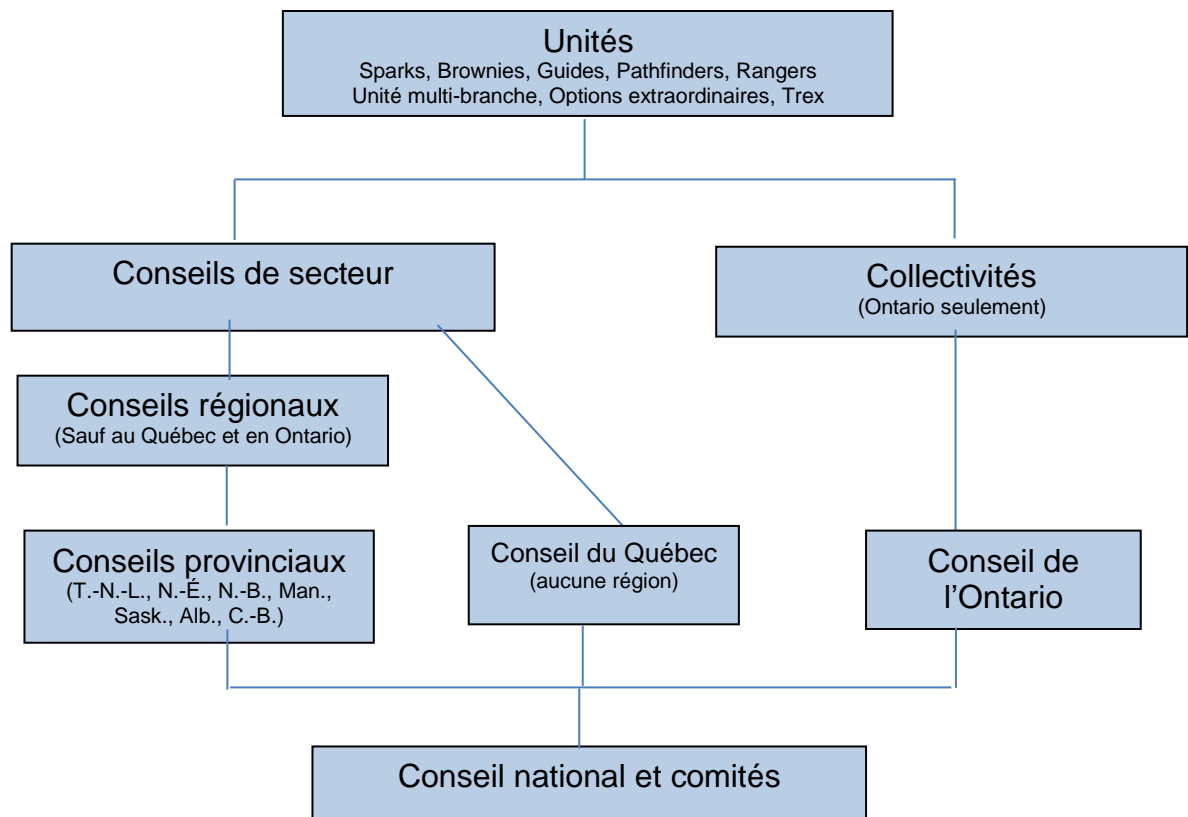 Unités
Sparks, Brownies, Guides, Pathfinders, Rangers
Unité multi-branche, Options extraordinaires, Trex
Conseils de secteur
Collectivités
(Ontario seulement)
Conseils régionaux
(Sauf au Québec et en Ontario)
Conseils provinciaux
(T.-N.-L., N.-É., N.-B., Man.,
Sask., Alb., C.-B.)
Conseil du Québec
(aucune région)
Conseil de
l'Ontario
Conseil national et comités